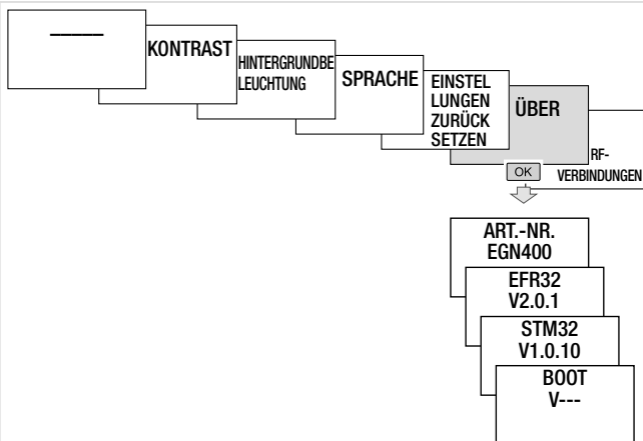 _____
KONTRAST
HINTERGRUNDBE
LEUCHTUNG
SPRACHE
EINSTEL
LUNGEN
ZURÜCK
SETZEN
ÜBER
RF-
VERBINDUNGEN
OK
ART.-NR.
EGN400
EFR32
V2.0.1
STM32
V1.0.10
BOOT
V---